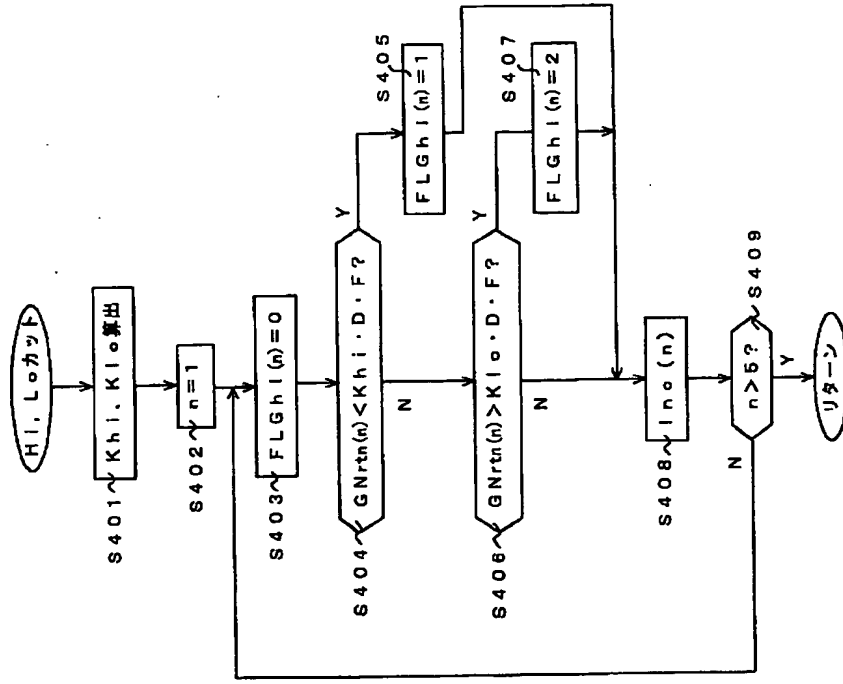 Hi, Loカット
S401
Khi, Klo算出
S402
n=1
S403
FLGhl(n)=0
S404
GNrtn(n)<Khi・D・F?
Y
N
S405
FLGhl(n)=1
S406
GNrtn(n)>Klo・D・F?
Y
N
S407
FLGhl(n)=2
S408
Inc(n)
S409
n>5?
N
Y
リターン